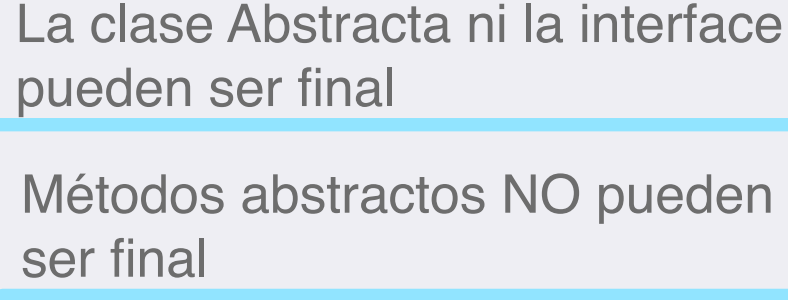 La clase Abstracta ni la interface
pueden ser final
Métodos abstractos NO pueden
ser final